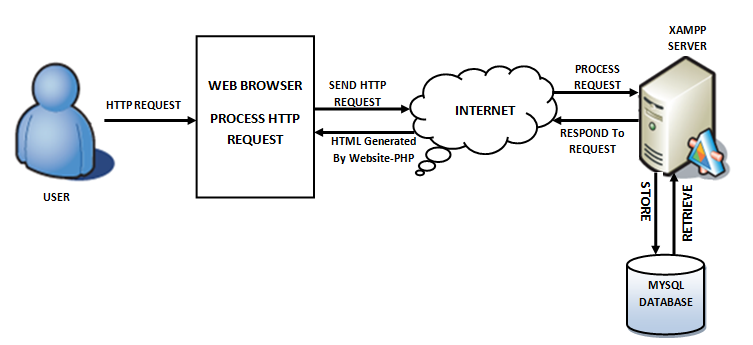 USER
HTTP REQUEST
WEB BROWSER
PROCESS HTTP
REQUEST
SEND HTTP
REQUEST
HTML Generated
By Website-PHP
INTERNET
PROCESS
REQUEST
RESPOND To
REQUEST
XAMPP
SERVER
STORE
RETRIEVE
MYSQL
DATABASE